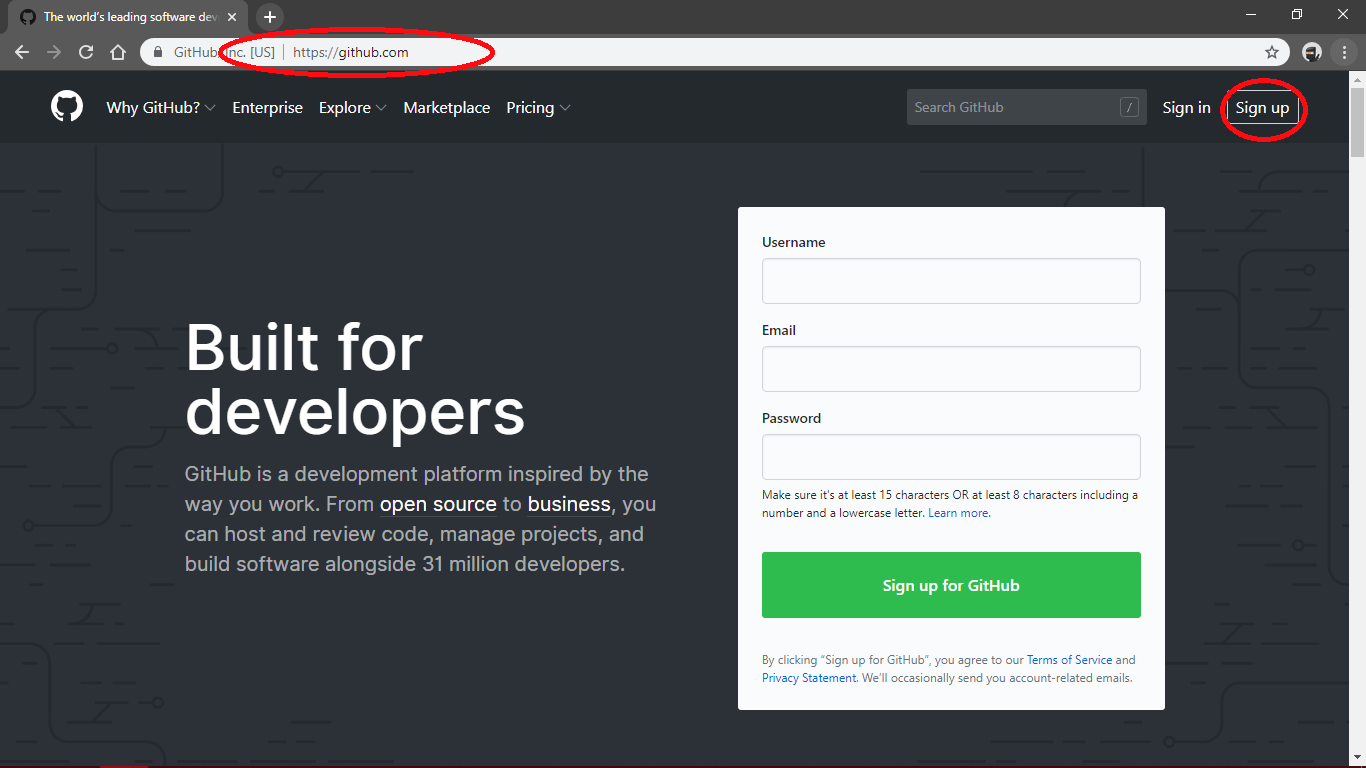 The world's leading software dev
GitHub, Inc. [US] | https://github.com
Why GitHub?
Enterprise
Explore
Marketplace
Pricing
Search GitHub
/
Sign in
Sign up
Built for
developers
GitHub is a development platform inspired by the
way you work. From open source to business, you
can host and review code, manage projects, and
build software alongside 31 million developers.
Username
Email
Password
Make sure it's at least 15 characters OR at least 8 characters including a
number and a lowercase letter. Learn more.
Sign up for GitHub
By clicking “Sign up for GitHub”, you agree to our Terms of Service and
Privacy Statement. We’ll occasionally send you account-related emails.